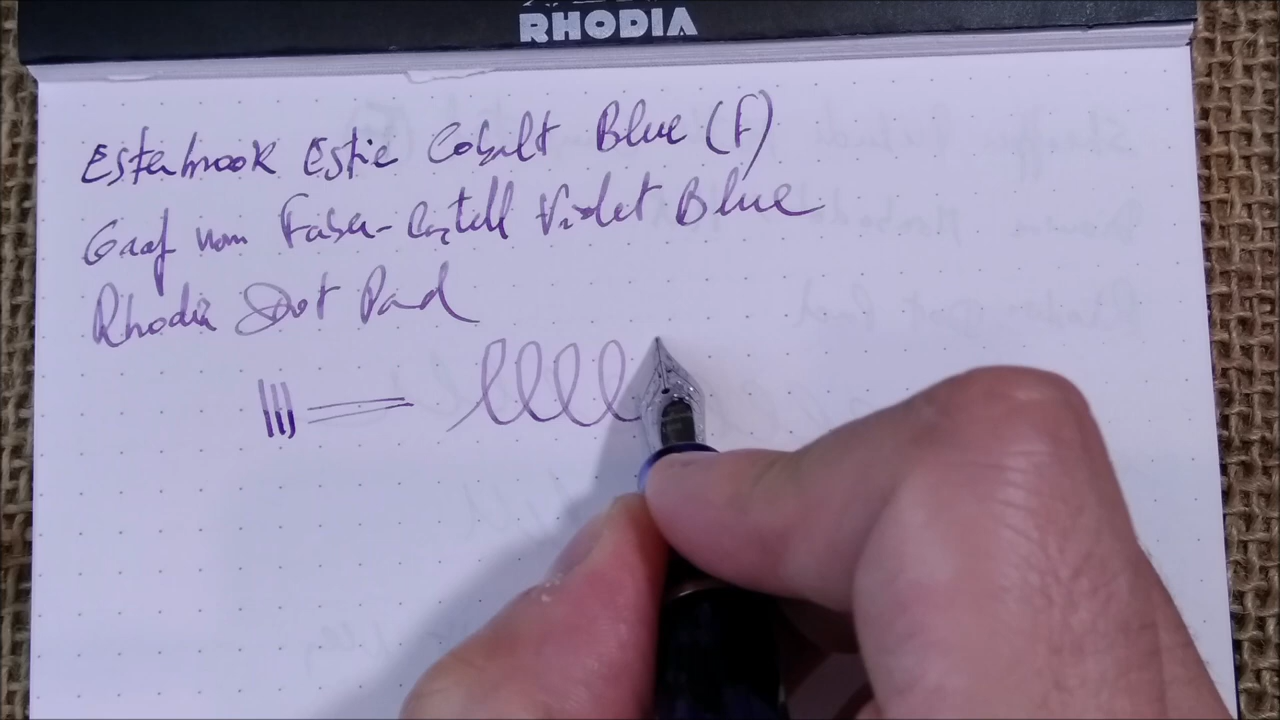 RHODIA
Esterbrook Estie Cobalt Blue (F)
Graf von Faber-Castell Violet Blue
Rhodia Dot Pad